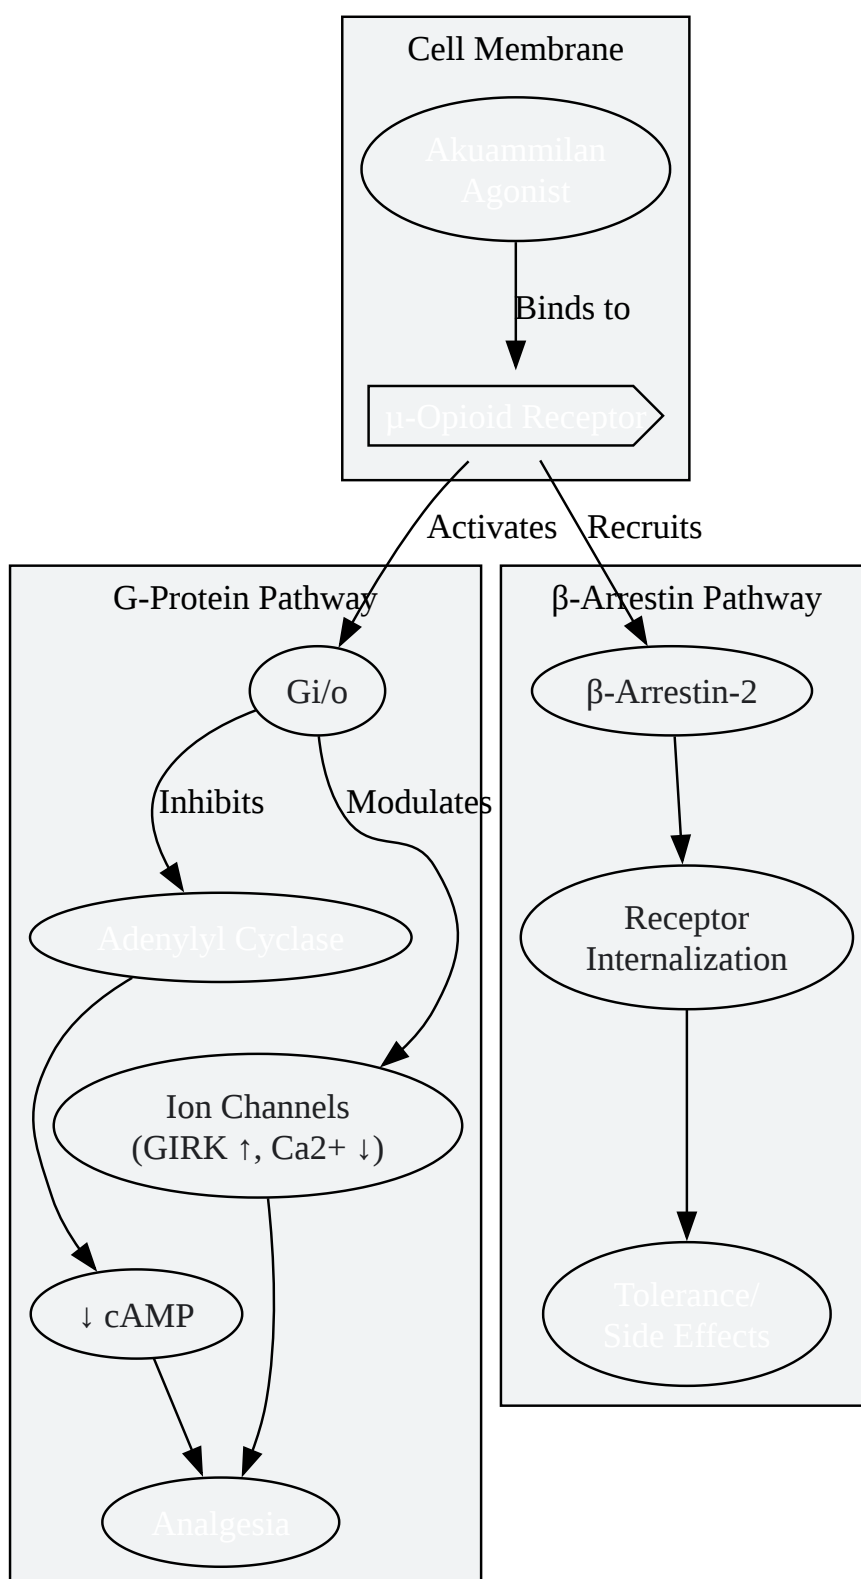 Cell Membrane
Akuammilan
Agonist
Binds to
μ-Opioid Receptor
Activates
Recruits
G-Protein Pathway
β-Arrestin Pathway
Gi/o
β-Arrestin-2
Inhibits
Modulates
Adenylyl Cyclase
Receptor
Internalization
Ion Channels
(GIRK ↑, Ca2+ ↓)
↓ cAMP
Tolerance/
Side Effects
Analgesia